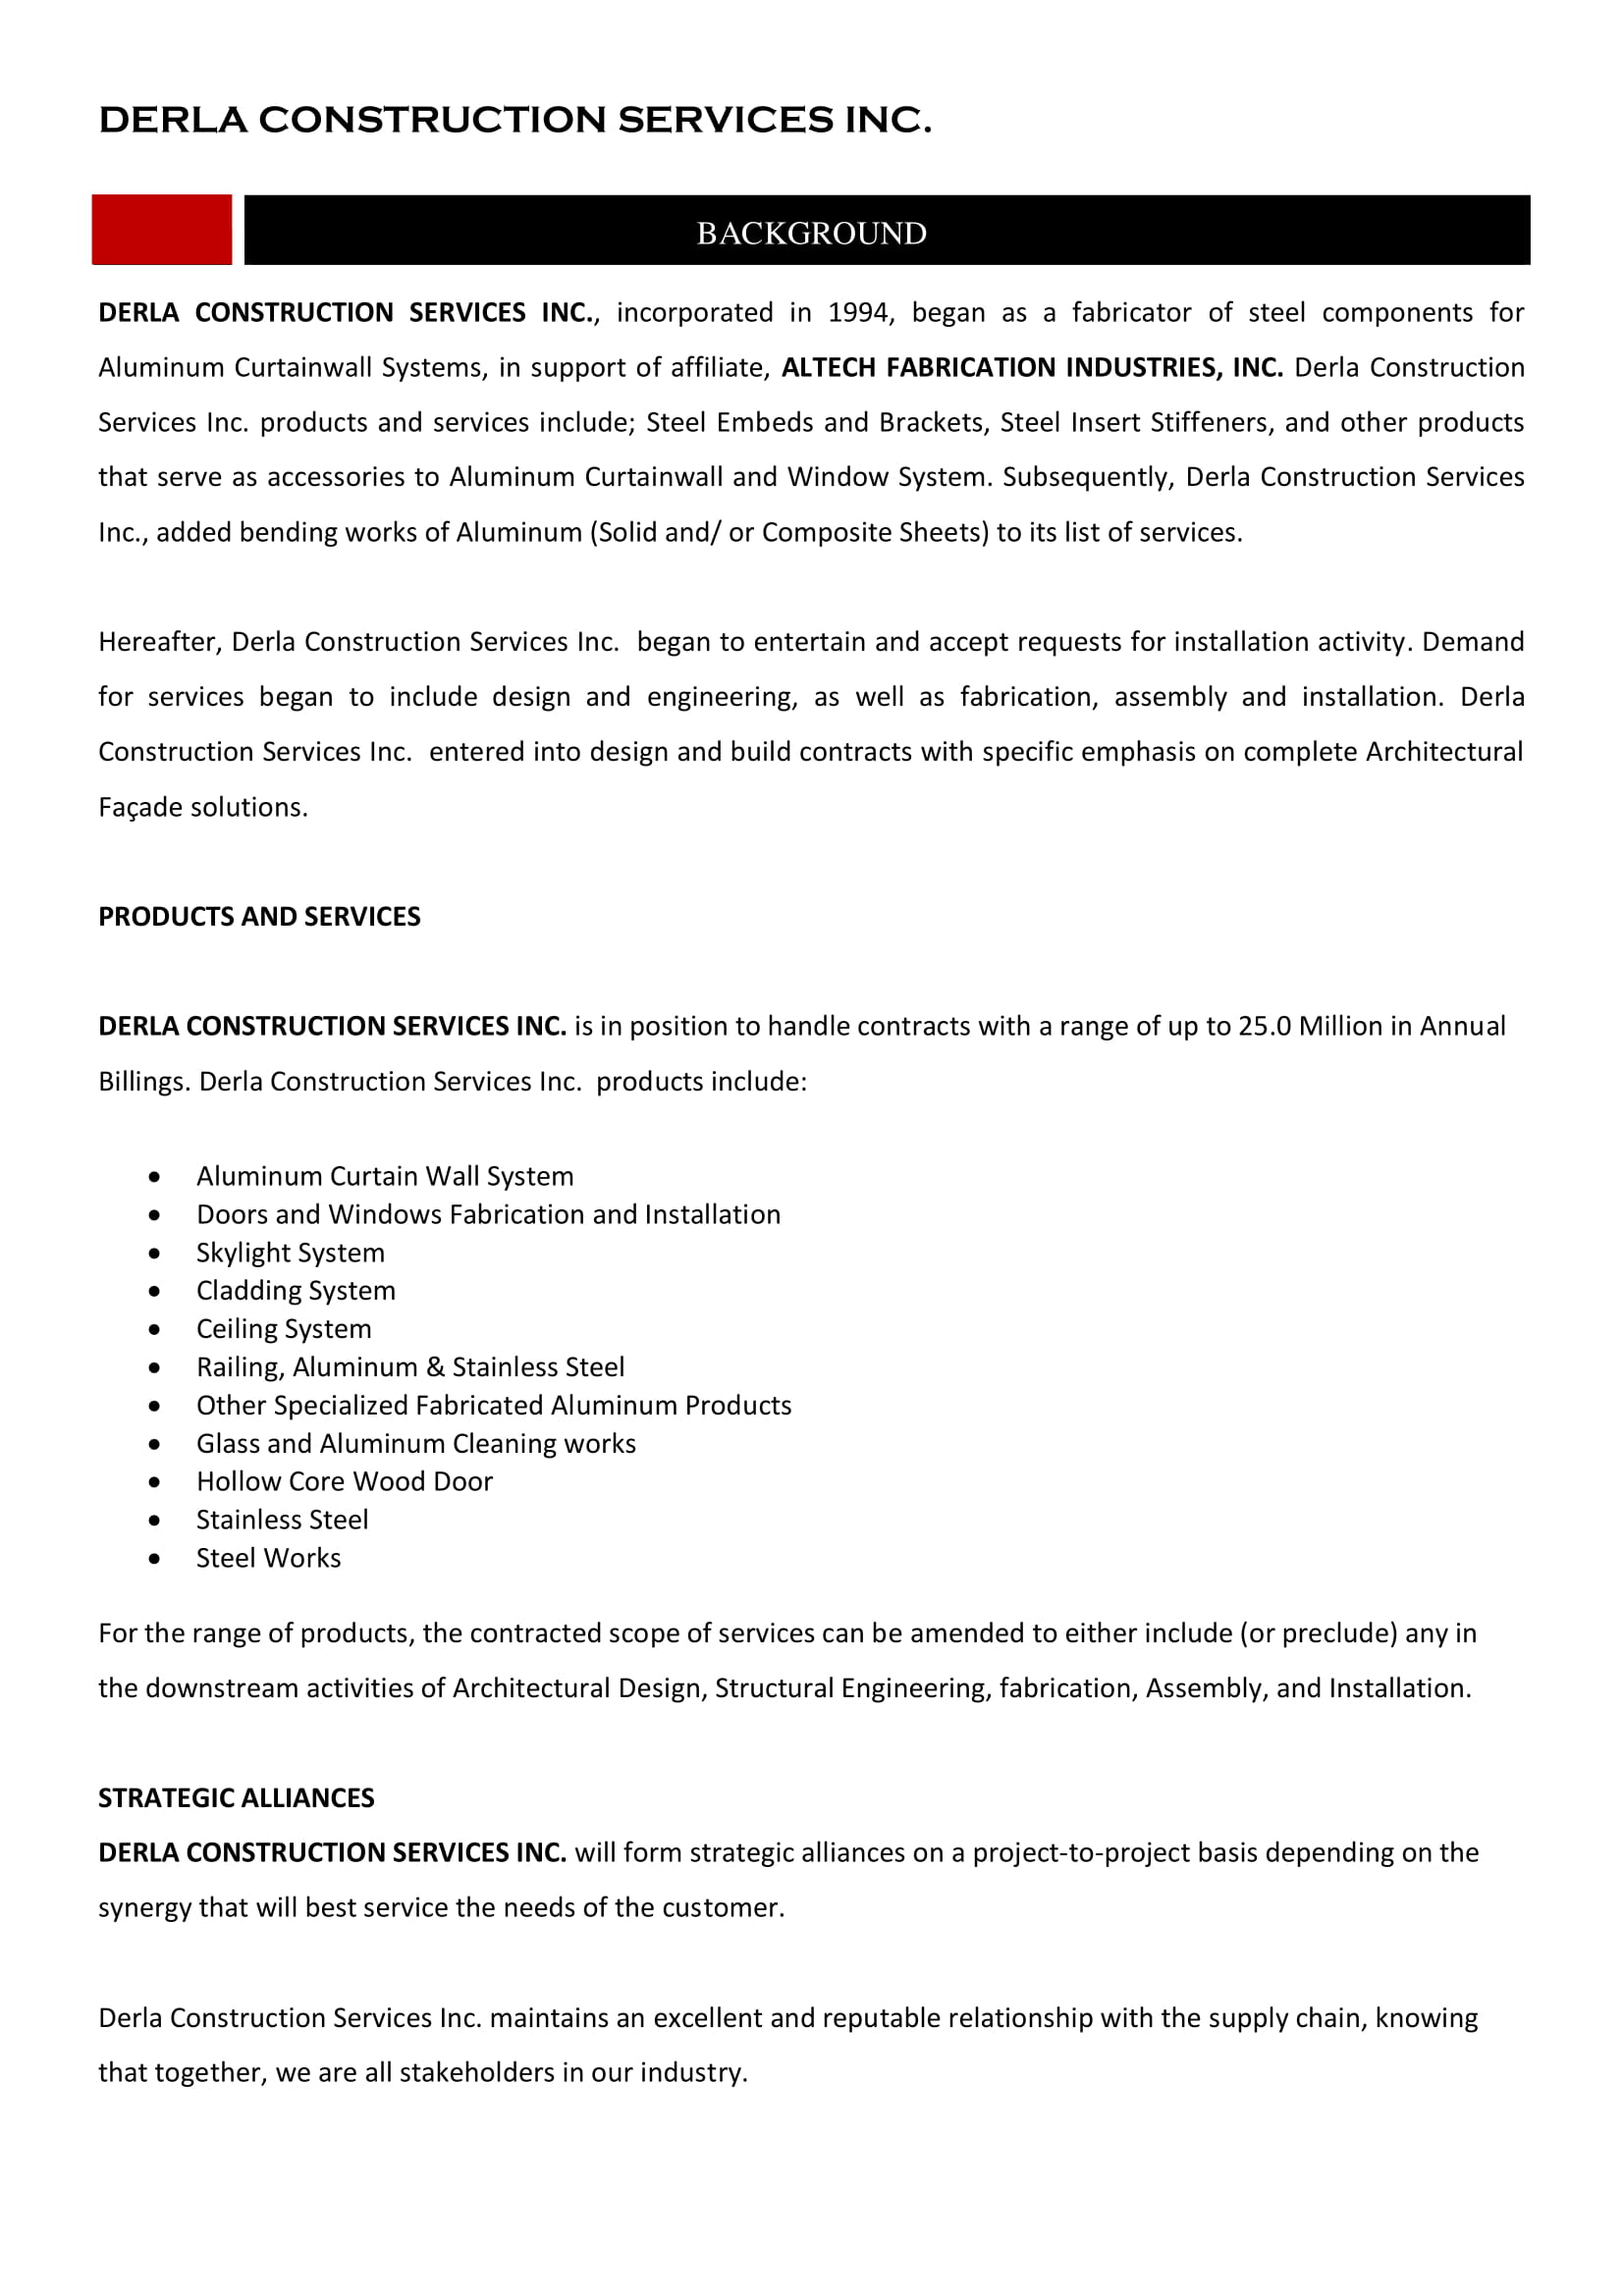 DERLA CONSTRUCTION SERVICES INC.
BACKGROUND
DERLA CONSTRUCTION SERVICES INC., incorporated in 1994, began as a fabricator of steel components for
Aluminum Curtainwall Systems, in support of affiliate, ALTECH FABRICATION INDUSTRIES, INC. Derla Construction
Services Inc. products and services include; Steel Embeds and Brackets, Steel Insert Stiffeners, and other products
that serve as accessories to Aluminum Curtainwall and Window System. Subsequently, Derla Construction Services
Inc., added bending works of Aluminum (Solid and/ or Composite Sheets) to its list of services.
Hereafter, Derla Construction Services Inc.  began to entertain and accept requests for installation activity. Demand
for services began to include design and engineering, as well as fabrication, assembly and installation. Derla
Construction Services Inc.  entered into design and build contracts with specific emphasis on complete Architectural
Façade solutions.
PRODUCTS AND SERVICES
DERLA CONSTRUCTION SERVICES INC. is in position to handle contracts with a range of up to 25.0 Million in Annual
Billings. Derla Construction Services Inc.  products include:
• Aluminum Curtain Wall System
• Doors and Windows Fabrication and Installation
• Skylight System
• Cladding System
• Ceiling System
• Railing, Aluminum & Stainless Steel
• Other Specialized Fabricated Aluminum Products
• Glass and Aluminum Cleaning works
• Hollow Core Wood Door
• Stainless Steel
• Steel Works
For the range of products, the contracted scope of services can be amended to either include (or preclude) any in
the downstream activities of Architectural Design, Structural Engineering, fabrication, Assembly, and Installation.
STRATEGIC ALLIANCES
DERLA CONSTRUCTION SERVICES INC. will form strategic alliances on a project-to-project basis depending on the
synergy that will best service the needs of the customer.
Derla Construction Services Inc. maintains an excellent and reputable relationship with the supply chain, knowing
that together, we are all stakeholders in our industry.